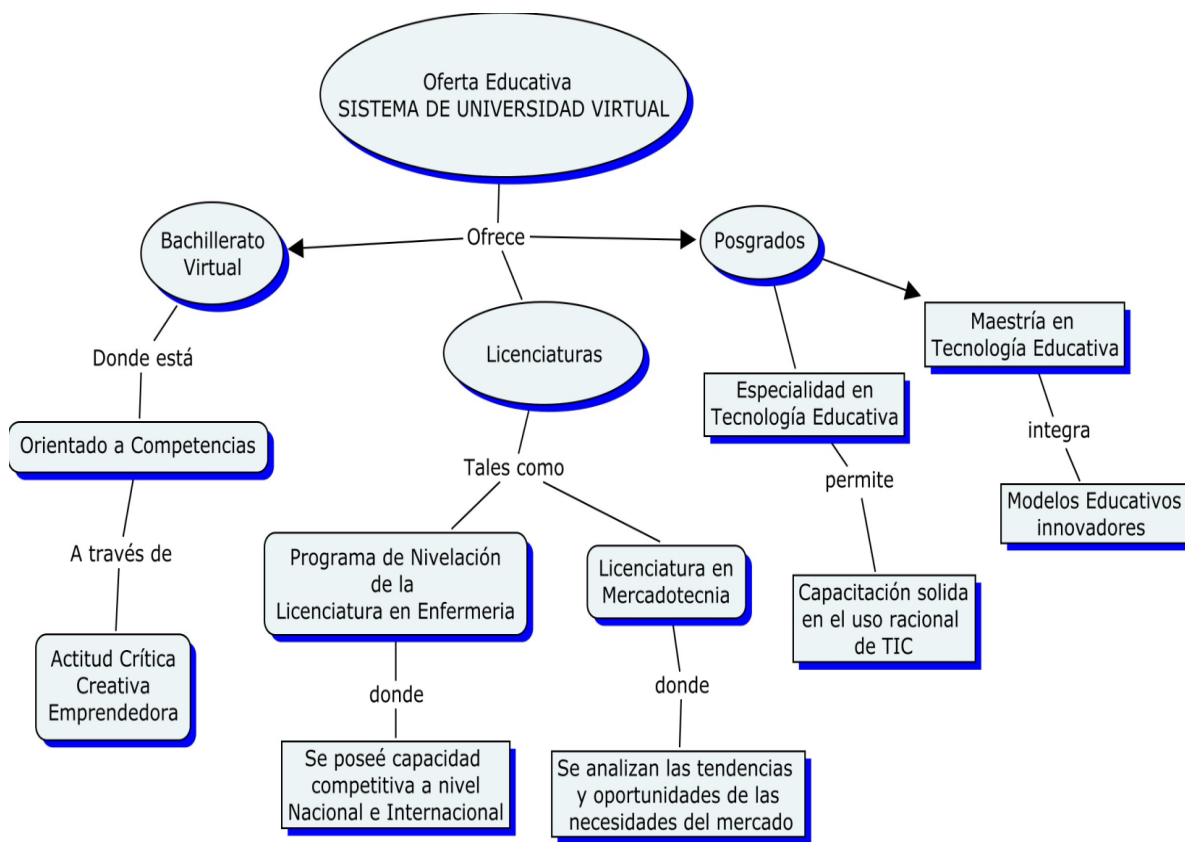 Oferta Educativa
SISTEMA DE UNIVERSIDAD VIRTUAL
Ofrece
Bachillerato
Virtual
Donde está
Orientado a Competencias
A través de
Actitud Crítica
Creativa
Emprendedora
Licenciaturas
Tales como
Programa de Nivelación
de la
Licenciatura en Enfermeria
donde
Se poseé capacidad
competitiva a nivel
Nacional e Internacional
Licenciatura en
Mercadotecnia
donde
Se analizan las tendencias
y oportunidades de las
necesidades del mercado
Posgrados
Especialidad en
Tecnología Educativa
permite
Capacitación solida
en el uso racional
de TIC
Maestría en
Tecnología Educativa
integra
Modelos Educativos
innovadores